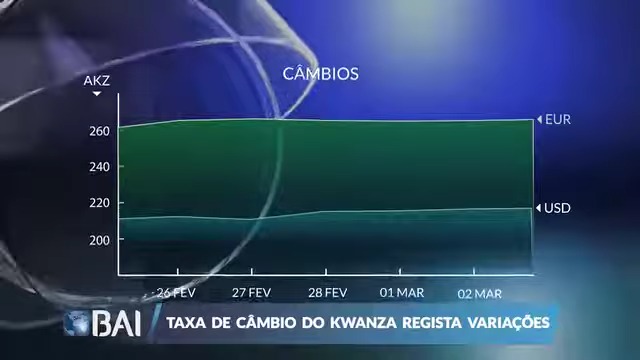 CÂMBIOS
AKZ
260
240
220
200
EUR
USD
26 FEV
27 FEV
28 FEV
01 MAR
02 MAR
BAI
TAXA DE CÂMBIO DO KWANZA REGISTA VARIAÇÕES